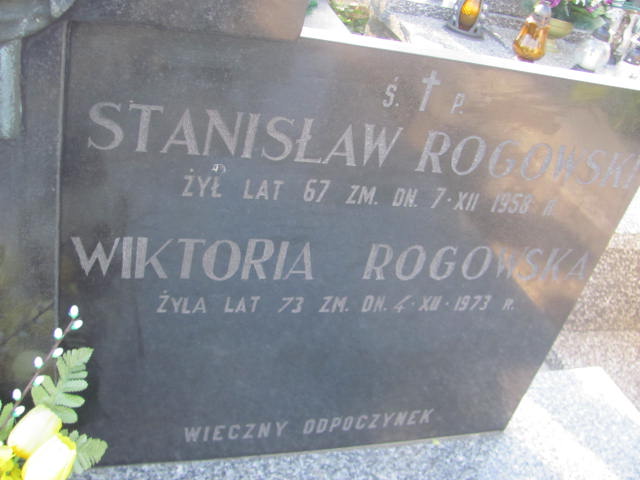 Ś. † P.
STANISŁAW ROGOWSKI
ŻYŁ LAT 67 ZM. DN. 7·XII 1958 R.
WIKTORIA ROGOWSKA
ŻYLA LAT 73 ZM. DN. 4·XII·1973 R.
WIECZNY ODPOCZYNEK